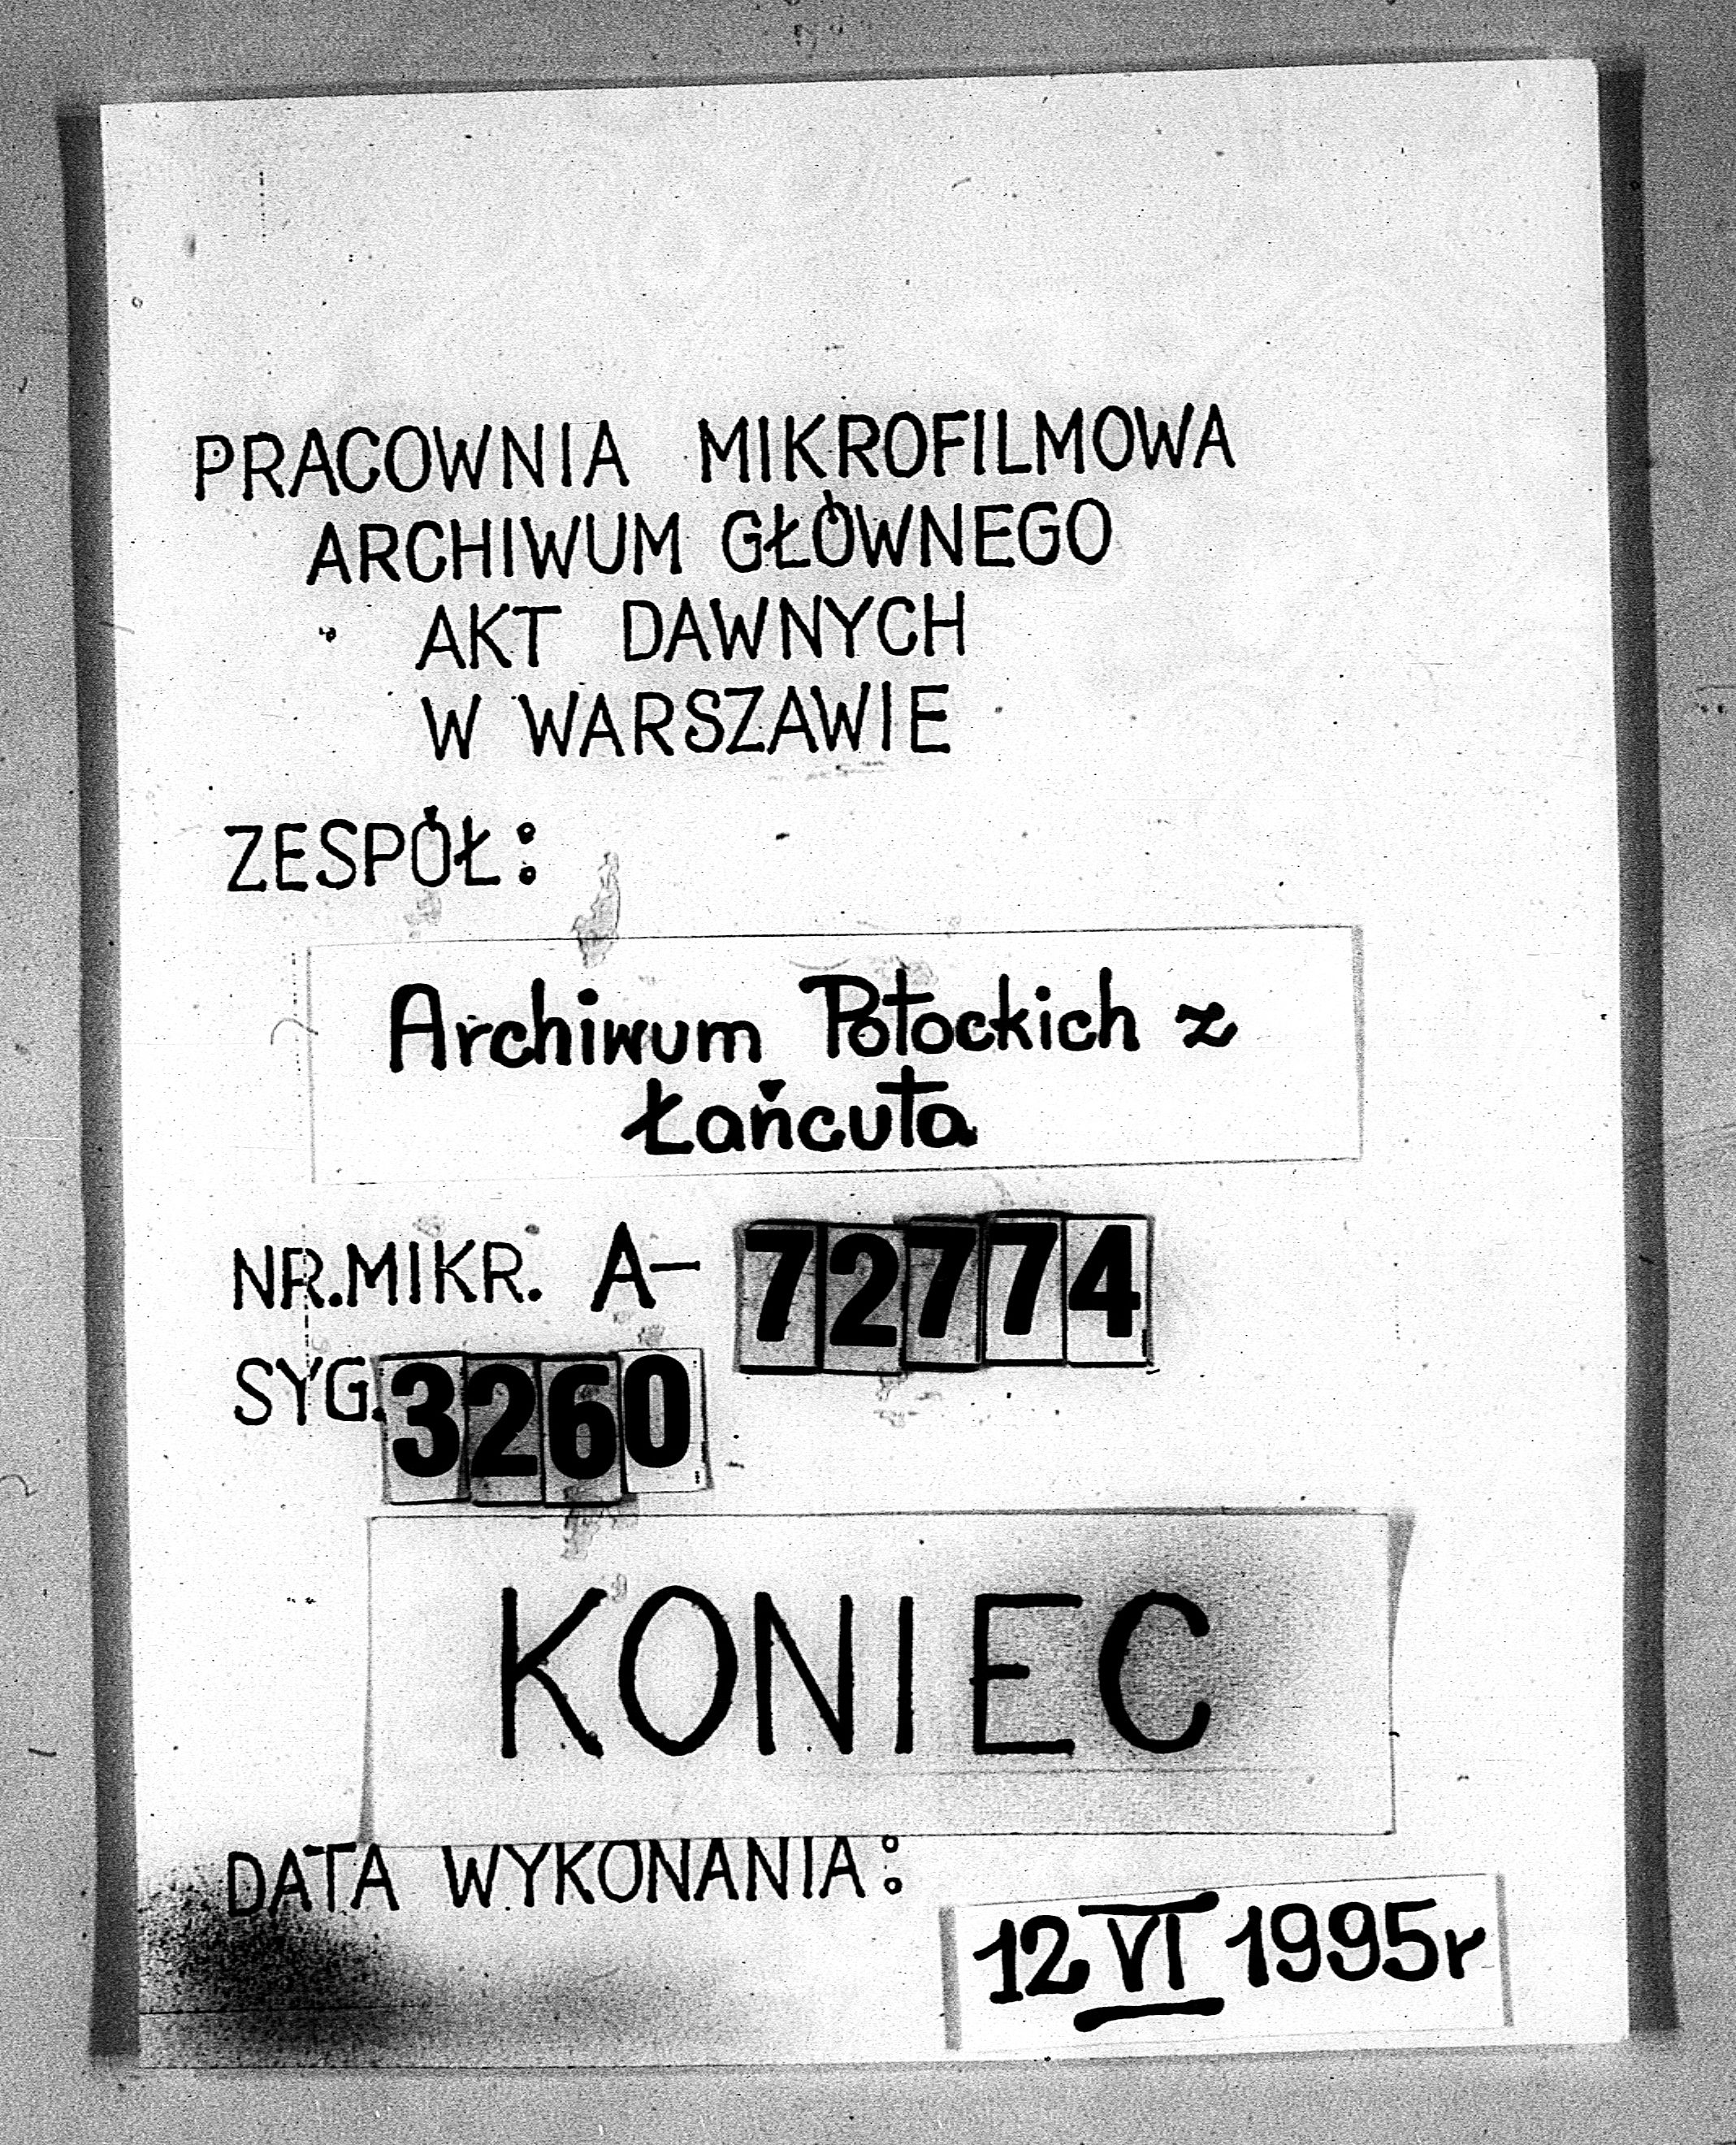 PRACOWNIA MIKROFILMOWA
ARCHIWUM GŁÓWNEGO
AKT DAWNYCH
W WARSZAWIE
ZESPÓŁ:
Archiwum Potockich z
Łańcuta
NR.MIKR. A- 72774
SYG. 3260
KONIEC
DATA WYKONANIA:
12 VI 1995r